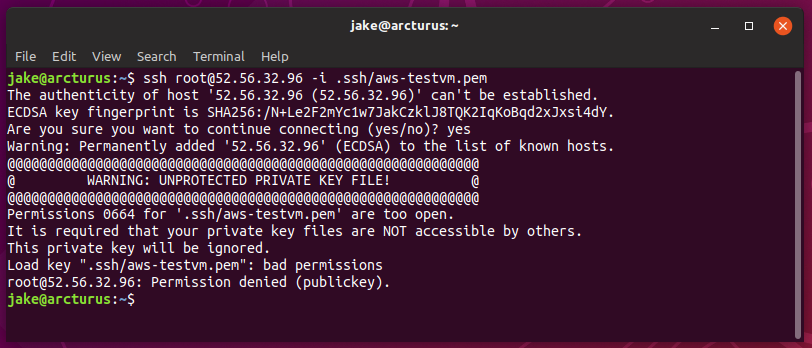 jake@arcturus: ~
File Edit View Search Terminal Help
jake@arcturus:~$ ssh root@52.56.32.96 -i .ssh/aws-testvm.pem
The authenticity of host '52.56.32.96 (52.56.32.96)' can't be established.
ECDSA key fingerprint is SHA256:/N+Le2F2mYc1w7JakCzklJ8TQK2IqKoBqd2xJxsi4dY.
Are you sure you want to continue connecting (yes/no)? yes
Warning: Permanently added '52.56.32.96' (ECDSA) to the list of known hosts.
@@@@@@@@@@@@@@@@@@@@@@@@@@@@@@@@@@@@@@@@@@@@@@@@@@@@@@@@@@@
@         WARNING: UNPROTECTED PRIVATE KEY FILE!          @
@@@@@@@@@@@@@@@@@@@@@@@@@@@@@@@@@@@@@@@@@@@@@@@@@@@@@@@@@@@
Permissions 0664 for '.ssh/aws-testvm.pem' are too open.
It is required that your private key files are NOT accessible by others.
This private key will be ignored.
Load key ".ssh/aws-testvm.pem": bad permissions
root@52.56.32.96: Permission denied (publickey).
jake@arcturus:~$